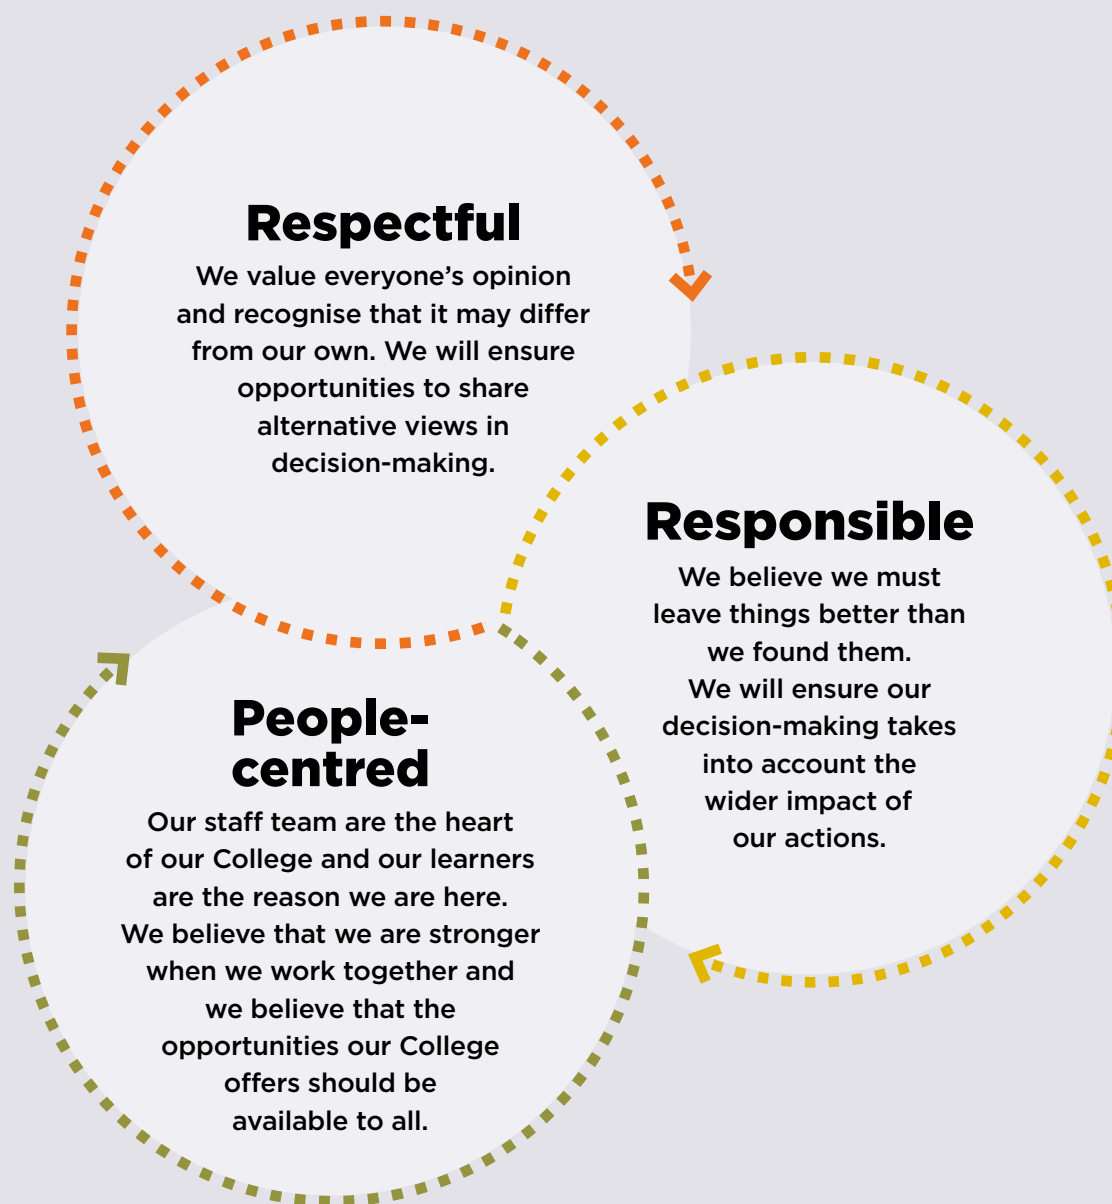 Respectful
We value everyone’s opinion
and recognise that it may differ
from our own. We will ensure
opportunities to share
alternative views in
decision-making.
Responsible
We believe we must
leave things better than
we found them.
We will ensure our
decision-making takes
into account the
wider impact of
our actions.
People-
centred
Our staff team are the heart
of our College and our learners
are the reason we are here.
We believe that we are stronger
when we work together and
we believe that the
opportunities our College
offers should be
available to all.